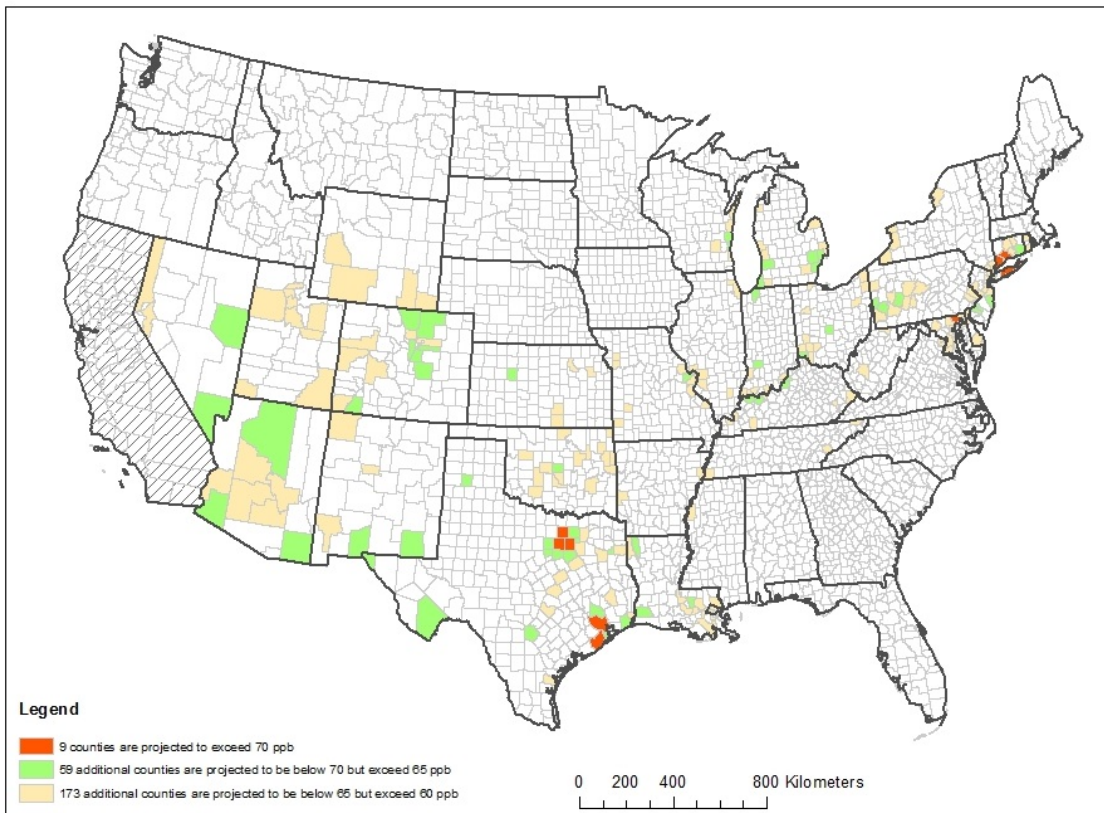 Legend
9 counties are projected to exceed 70 ppb
59 additional counties are projected to be below 70 but exceed 65 ppb
173 additional counties are projected to be below 65 but exceed 60 ppb
0 200 400 800 Kilometers